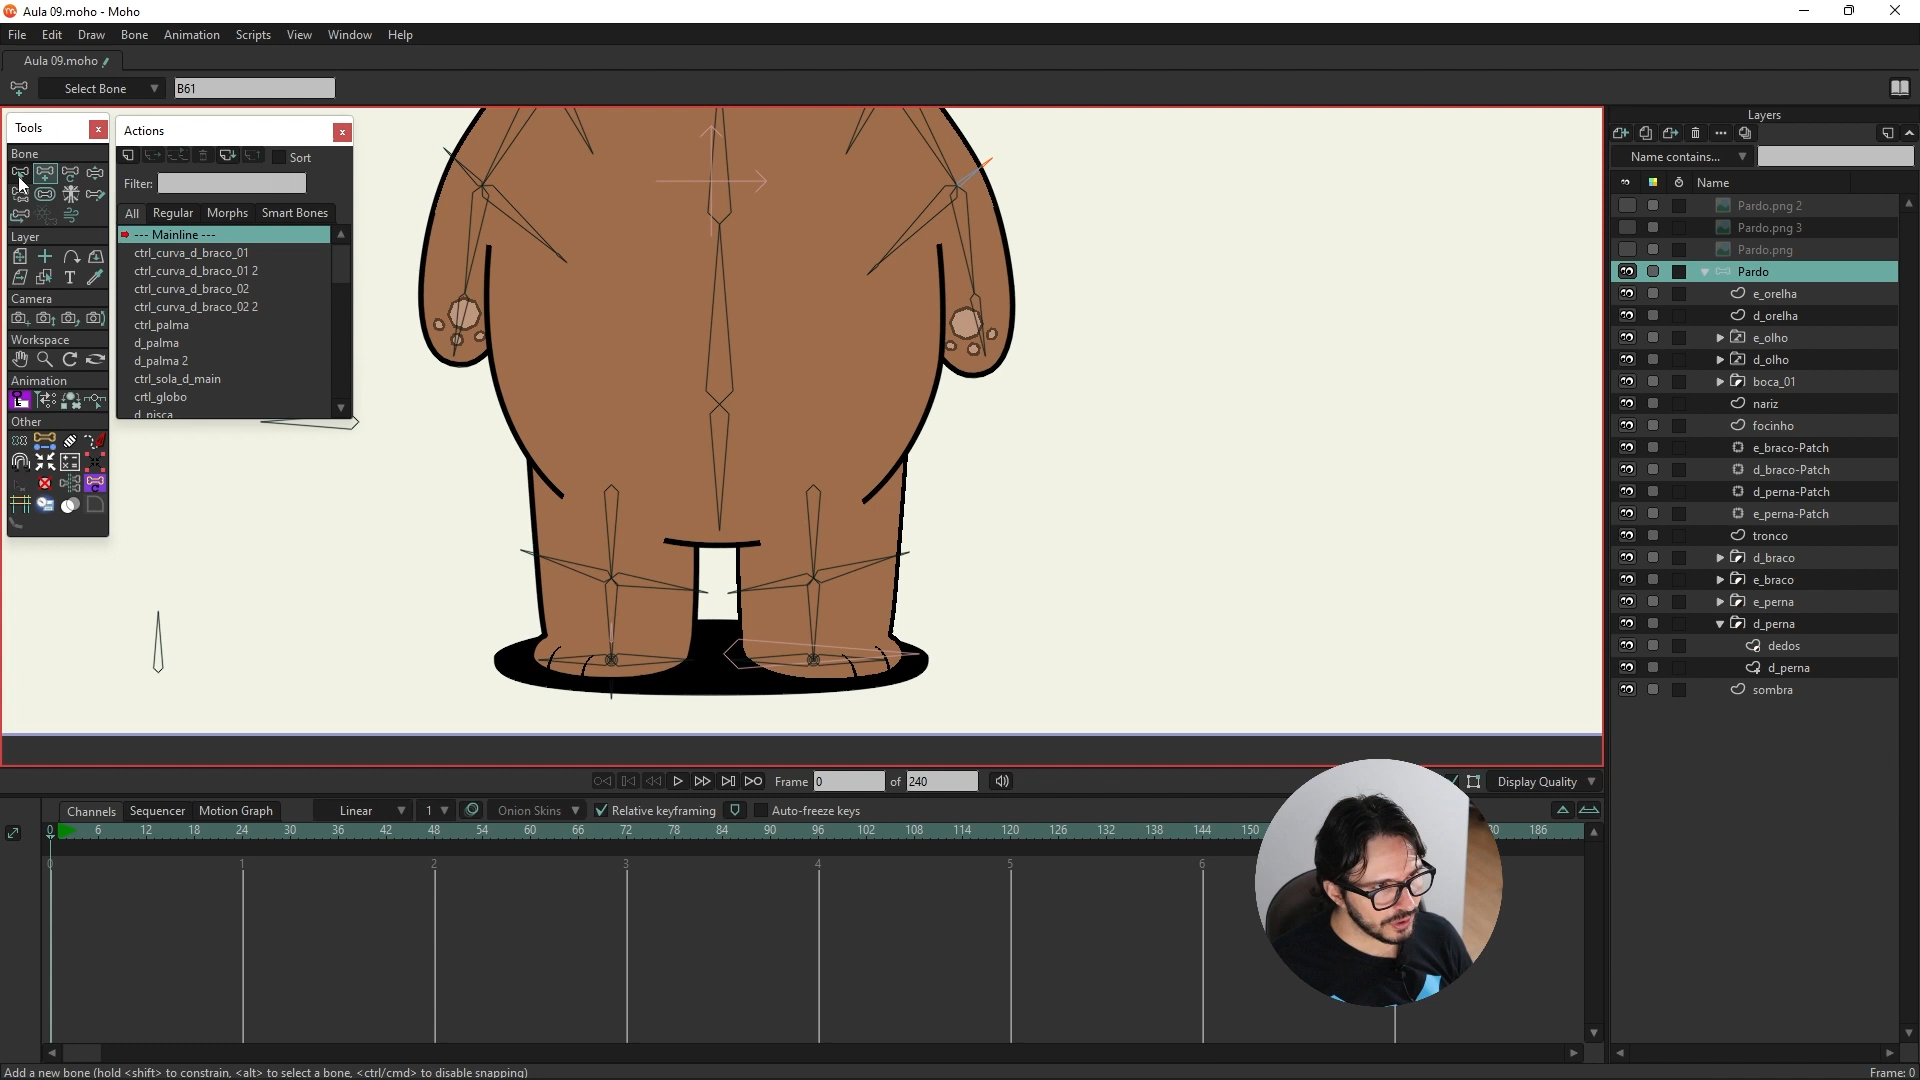 Aula 09.moho - Moho
File Edit Draw Bone Animation Scripts View Window Help
Aula 09.moho
Select Bone B61
Tools
Bone
Layer
Camera
Workspace
Animation
Other
Actions
Sort
Filter:
All Regular Morphs Smart Bones
--- Mainline ---
ctrl_curva_d_braco_01
ctrl_curva_d_braco_01 2
ctrl_curva_d_braco_02
ctrl_curva_d_braco_02 2
ctrl_palma
d_palma
d_palma 2
ctrl_sola_d_main
crtl_globo
d_pisca
Layers
Name contains...
Name
Pardo.png 2
Pardo.png 3
Pardo.png
Pardo
e_orelha
d_orelha
e_olho
d_olho
boca_01
nariz
focinho
e_braco-Patch
d_braco-Patch
d_perna-Patch
e_perna-Patch
tronco
d_braco
e_braco
e_perna
d_perna
dedos
d_perna
sombra
Frame 0 of 240
Display Quality
Channels Sequencer Motion Graph Linear 1 Onion Skins Relative keyframing Auto-freeze keys
0 6 12 18 24 30 36 42 48 54 60 66 72 78 84 90 96 102 108 114 120 126 132 138 144 150 186
0 1 2 3 4 5 6
Add a new bone (hold <shift> to constrain, <alt> to select a bone, <ctrl/cmd> to disable snapping)
Frame: 0